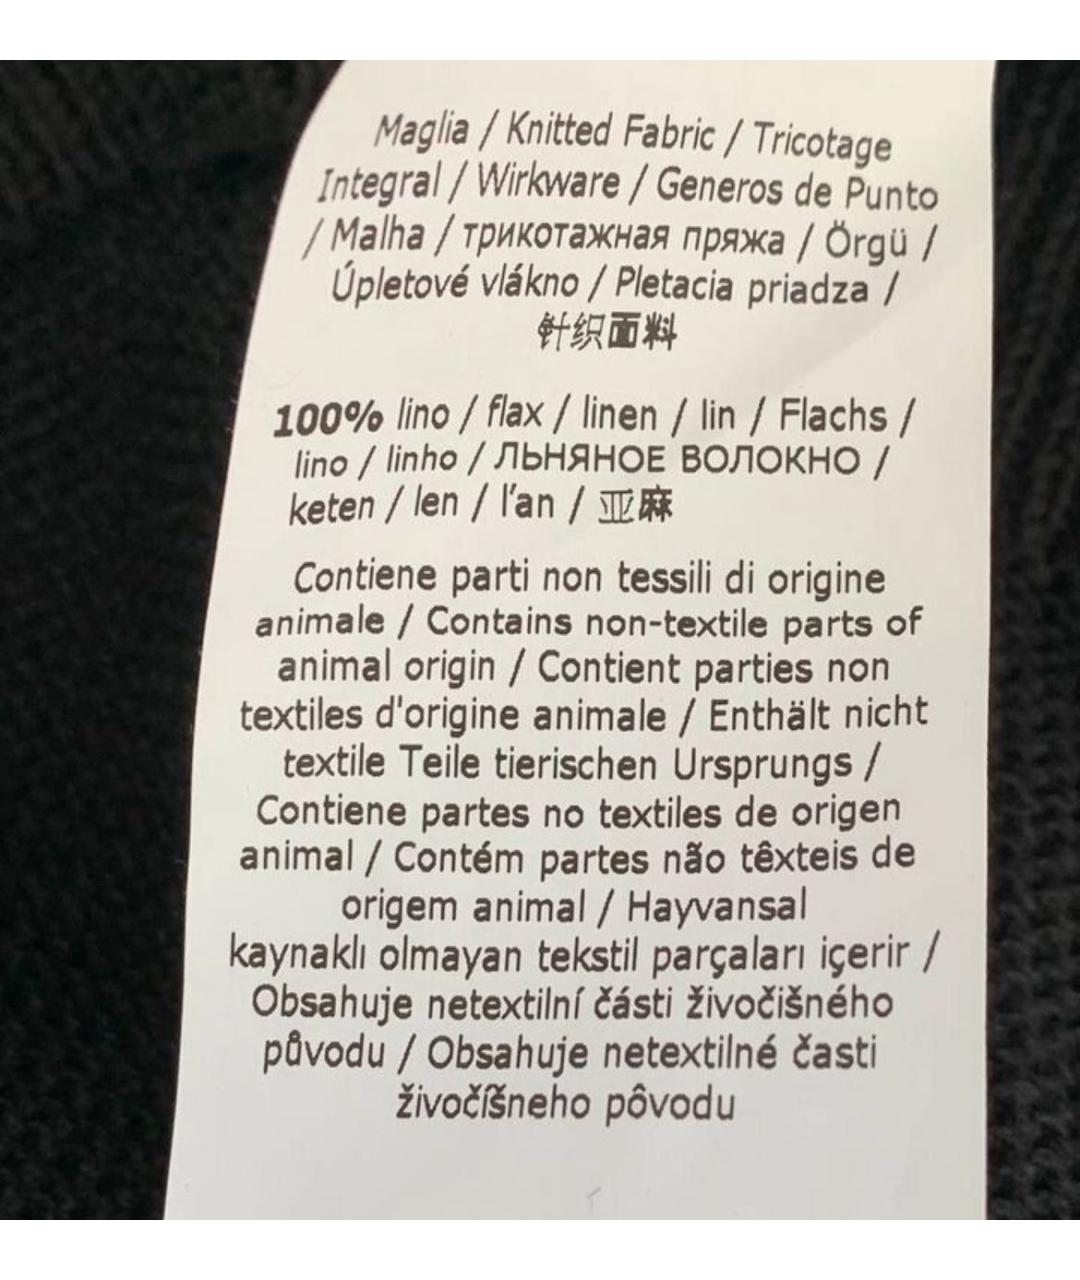 Maglia / Knitted Fabric / Tricotage
Integral / Wirkware / Generos de Punto
/ Malha / трикотажная пряжа / Örgü /
Úpletové vlákno / Pletacia priadza /
针织面料
100% lino / flax / linen / lin / Flachs /
lino / linho / ЛЬНЯНОЕ ВОЛОКНО /
keten / len / l'an / 亚麻
Contiene parti non tessili di origine
animale / Contains non-textile parts of
animal origin / Contient parties non
textiles d'origine animale / Enthält nicht
textile Teile tierischen Ursprungs /
Contiene partes no textiles de origen
animal / Contém partes não têxteis de
origem animal / Hayvansal
kaynaklı olmayan tekstil parçaları içerir /
Obsahuje netextilní části živočišného
původu / Obsahuje netextilné časti
živočíšneho pôvodu